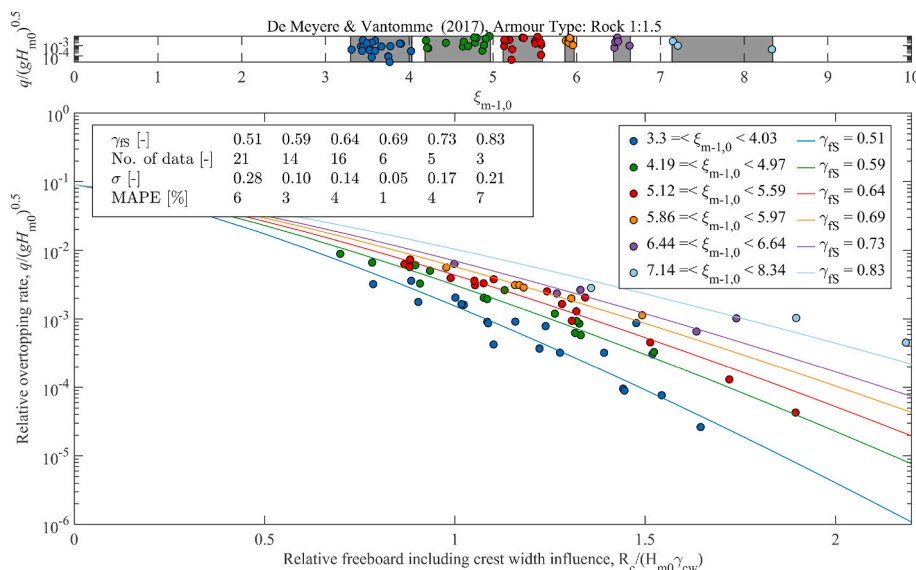 De Meyere & Vantomme (2017), Armour Type: Rock 1:1.5
q/(gH_m0)^0.5
10^-3
10^-4
0 1 2 3 4 5 6 7 8 9 10
ξ_m-1,0
10^0
γ_fS [-] 0.51 0.59 0.64 0.69 0.73 0.83
No. of data [-] 21 14 16 6 5 3
σ [-] 0.28 0.10 0.14 0.05 0.17 0.21
MAPE [%] 6 3 4 1 4 7
3.3 =< ξ_m-1,0 < 4.03 γ_fS = 0.51
4.19 =< ξ_m-1,0 < 4.97 γ_fS = 0.59
5.12 =< ξ_m-1,0 < 5.59 γ_fS = 0.64
5.86 =< ξ_m-1,0 < 5.97 γ_fS = 0.69
6.44 =< ξ_m-1,0 < 6.64 γ_fS = 0.73
7.14 =< ξ_m-1,0 < 8.34 γ_fS = 0.83
10^-1
10^-2
10^-3
10^-4
10^-5
10^-6
Relative overtopping rate, q/(gH_m0)^0.5
0 0.5 1 1.5 2
Relative freeboard including crest width influence, R_c/(H_m0γ_cw)